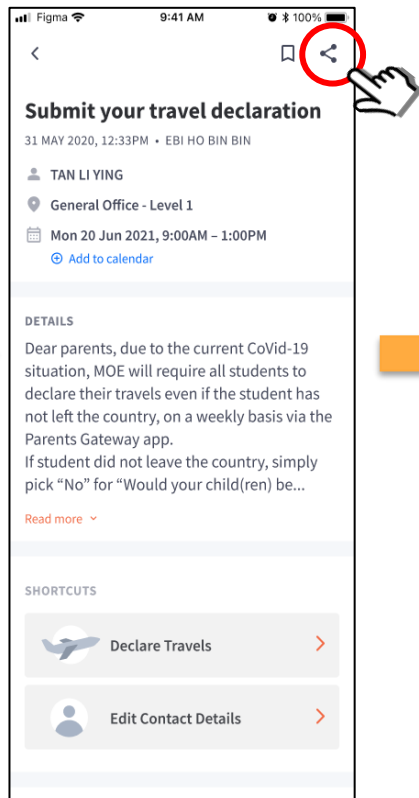 Figma 9:41 AM 100%
Submit your travel declaration
31 MAY 2020, 12:33PM • EBI HO BIN BIN
TAN LI YING
General Office - Level 1
Mon 20 Jun 2021, 9:00AM – 1:00PM
Add to calendar
DETAILS
Dear parents, due to the current CoVid-19
situation, MOE will require all students to
declare their travels even if the student has
not left the country, on a weekly basis via the
Parents Gateway app.
If student did not leave the country, simply
pick “No” for “Would your child(ren) be...
Read more
SHORTCUTS
Declare Travels
Edit Contact Details